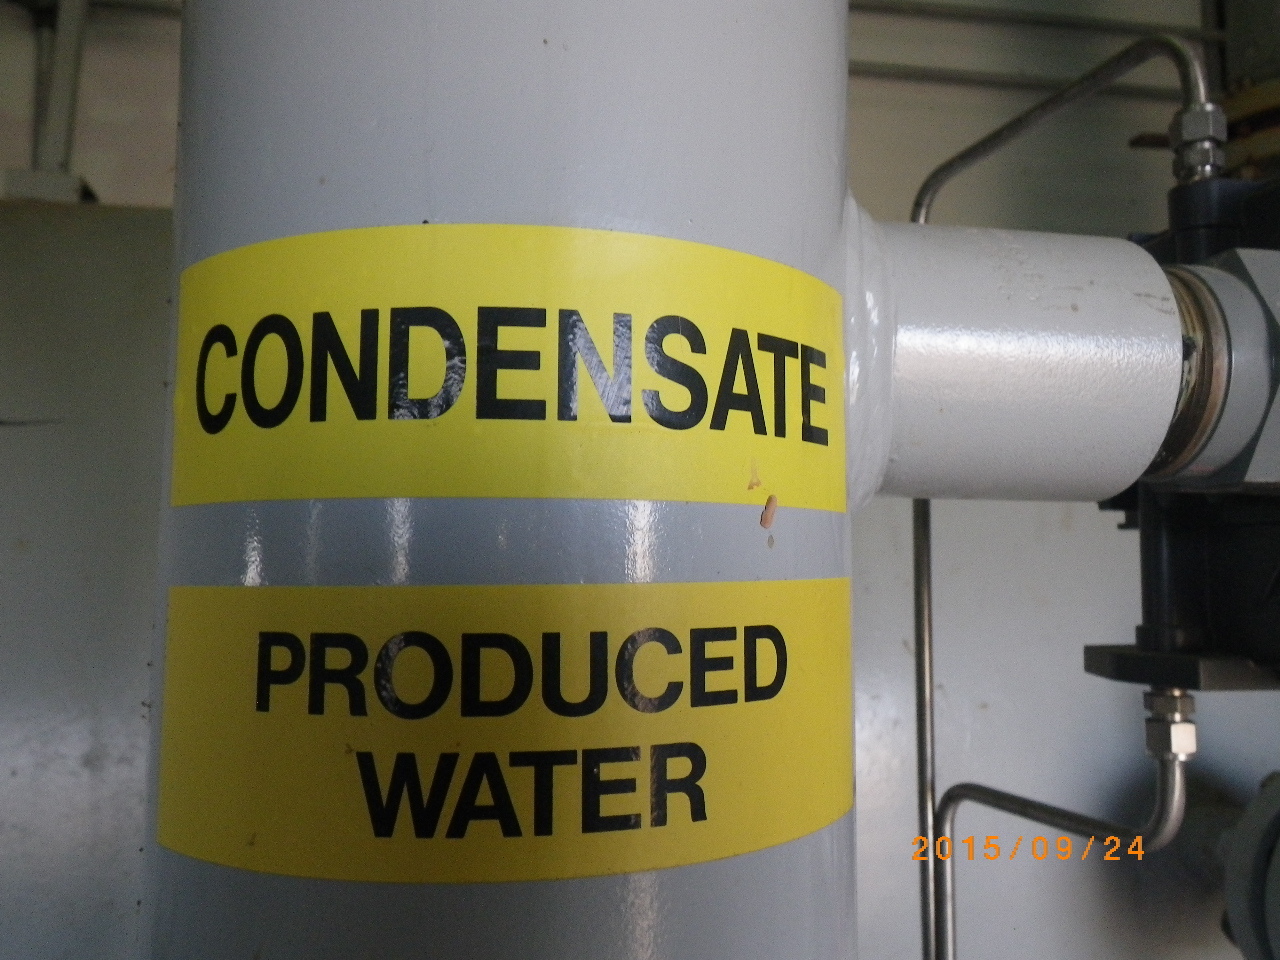 CONDENSATE
PRODUCED
WATER
2015/09/24